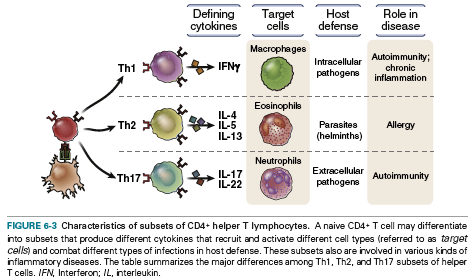 Defining cytokines
Target cells
Host defense
Role in disease
Th1
IFNγ
Macrophages
Intracellular pathogens
Autoimmunity; chronic inflammation
Th2
IL-4
IL-5
IL-13
Eosinophils
Parasites (helminths)
Allergy
Th17
IL-17
IL-22
Neutrophils
Extracellular pathogens
Autoimmunity
FIGURE 6-3 Characteristics of subsets of CD4+ helper T lymphocytes. A naive CD4+ T cell may differentiate
into subsets that produce different cytokines that recruit and activate different cell types (referred to as target
cells) and combat different types of infections in host defense. These subsets also are involved in various kinds of
inflammatory diseases. The table summarizes the major differences among Th1, Th2, and Th17 subsets of helper
T cells. IFN, Interferon; IL, interleukin.